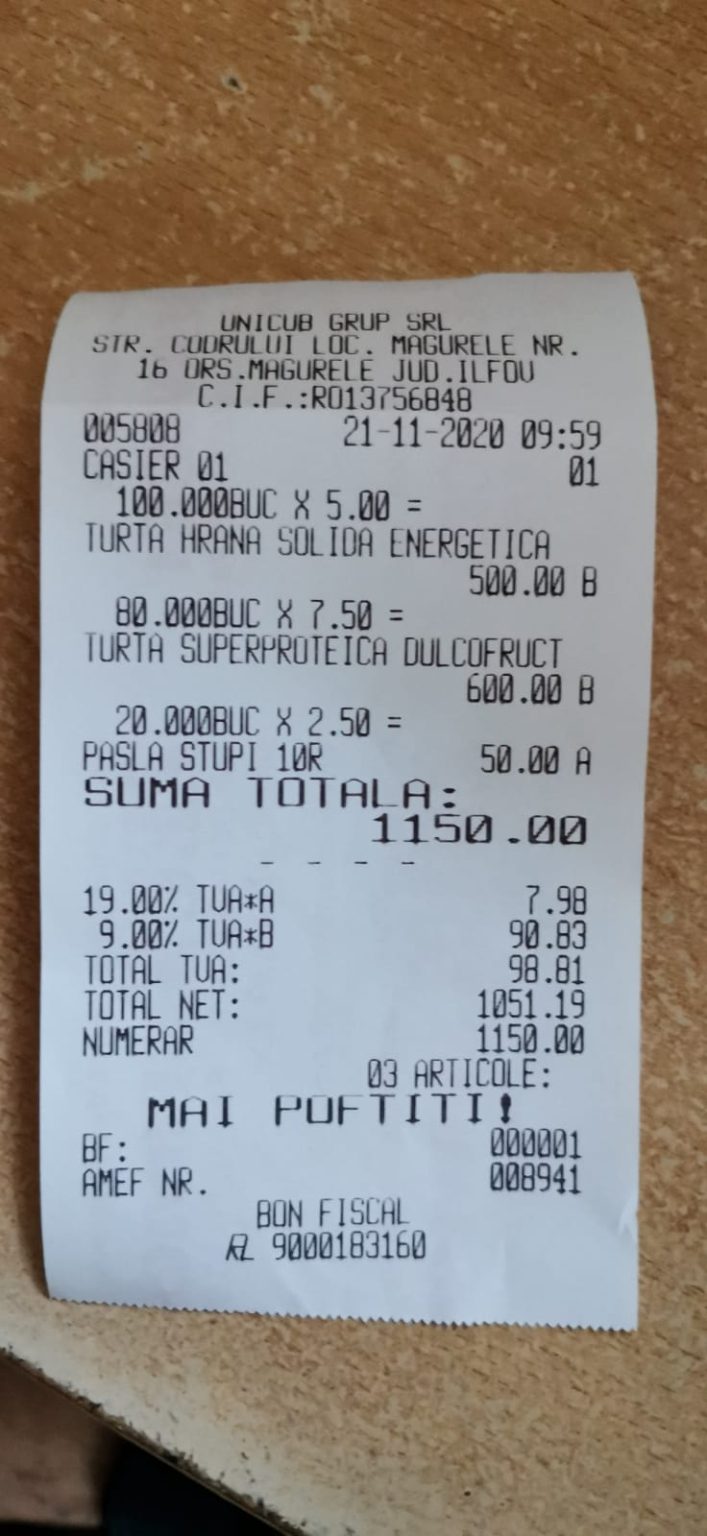 UNICUB GRUP SRL
STR. CODRULUI LOC. MAGURELE NR.
16 ORS.MAGURELE JUD.ILFOV
C.I.F.:RO13756848
005808 21-11-2020 09:59
CASIER 01 01
100.000BUC X 5.00 =
TURTA HRANA SOLIDA ENERGETICA
500.00 B
80.000BUC X 7.50 =
TURTA SUPERPROTEICA DULCOFRUCT
600.00 B
20.000BUC X 2.50 =
PASLA STUPI 10R 50.00 A
SUMA TOTALA:
1150.00
- - - -
19.00% TVA*A 7.98
9.00% TVA*B 90.83
TOTAL TVA: 98.81
TOTAL NET: 1051.19
NUMERAR 1150.00
03 ARTICOLE:
MAI POFTITI!
BF: 000001
AMEF NR. 008941
BON FISCAL
9000183160